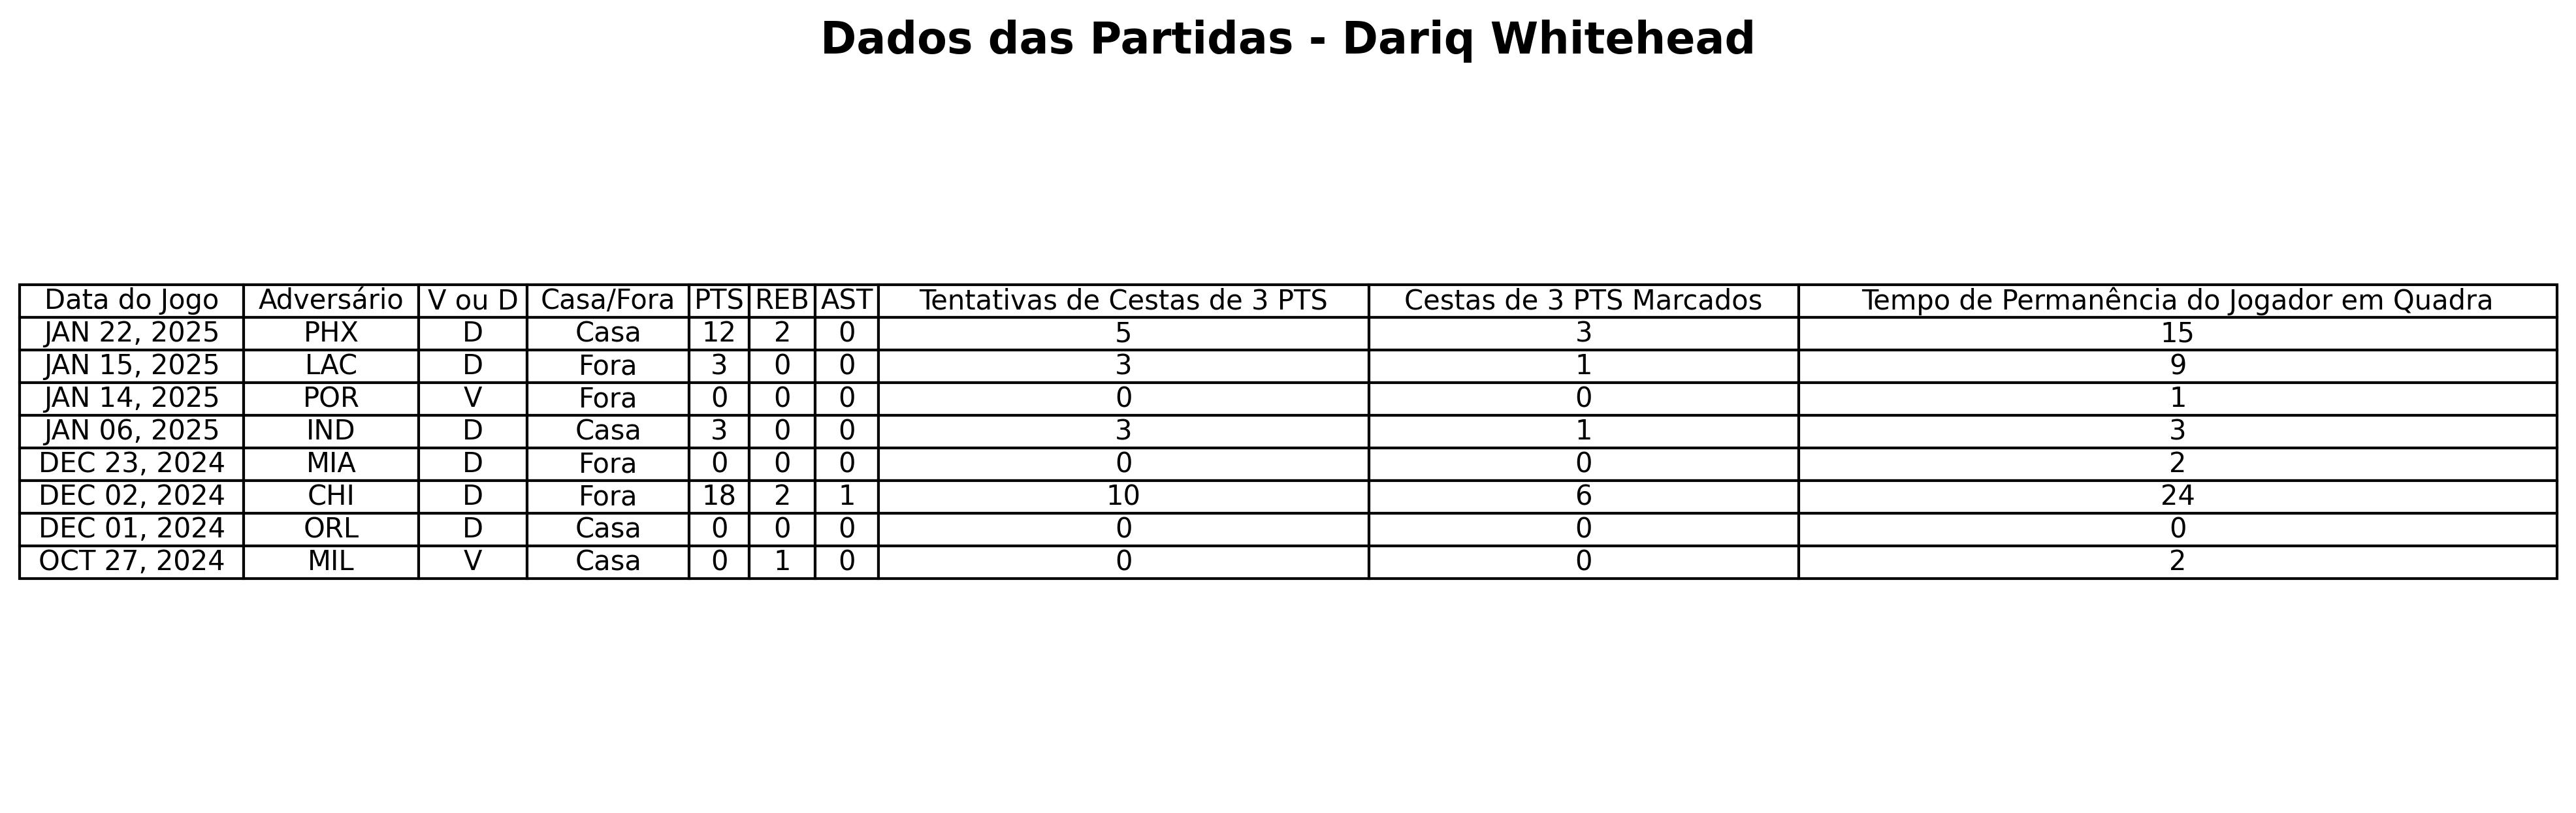 Dados das Partidas - Dariq Whitehead
Data do Jogo Adversário V ou D Casa/Fora PTS REB AST Tentativas de Cestas de 3 PTS Cestas de 3 PTS Marcados Tempo de Permanência do Jogador em Quadra
JAN 22, 2025 PHX D Casa 12 2 0 5 3 15
JAN 15, 2025 LAC D Fora 3 0 0 3 1 9
JAN 14, 2025 POR V Fora 0 0 0 0 0 1
JAN 06, 2025 IND D Casa 3 0 0 3 1 3
DEC 23, 2024 MIA D Fora 0 0 0 0 0 2
DEC 02, 2024 CHI D Fora 18 2 1 10 6 24
DEC 01, 2024 ORL D Casa 0 0 0 0 0 0
OCT 27, 2024 MIL V Casa 0 1 0 0 0 2